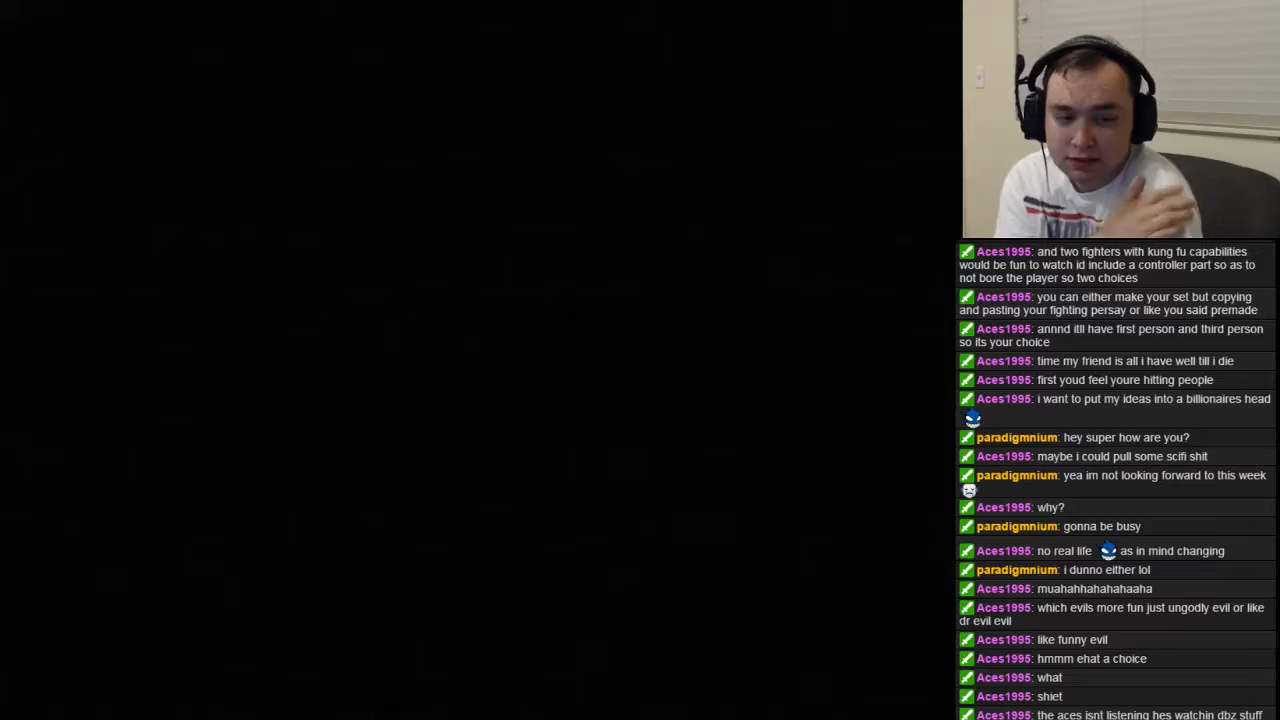 Aces1995: and two fighters with kung fu capabilities
would be fun to watch id include a controller part so as to
not bore the player so two choices
Aces1995: you can either make your set but copying
and pasting your fighting persay or like you said premade
Aces1995: annnd itll have first person and third person
so its your choice
Aces1995: time my friend is all i have well till i die
Aces1995: first youd feel youre hitting people
Aces1995: i want to put my ideas into a billionaires head
paradigmnium: hey super how are you?
Aces1995: maybe i could pull some scifi shit
paradigmnium: yea im not looking forward to this week
Aces1995: why?
paradigmnium: gonna be busy
Aces1995: no real life as in mind changing
paradigmnium: i dunno either lol
Aces1995: muahahhahahahaaha
Aces1995: which evils more fun just ungodly evil or like
dr evil evil
Aces1995: like funny evil
Aces1995: hmmm ehat a choice
Aces1995: what
Aces1995: shiet
Aces1995: the aces isnt listening hes watchin dbz stuff